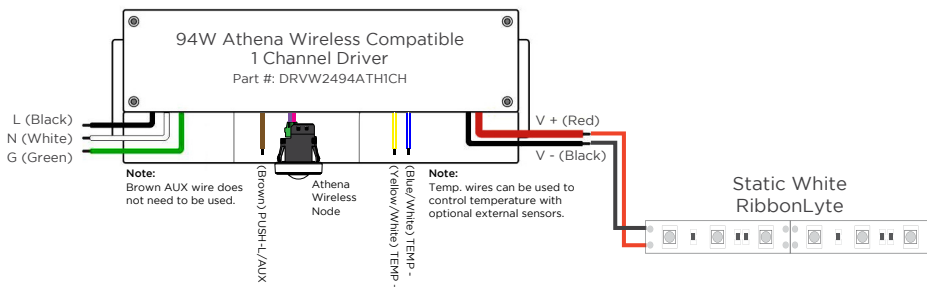 94W Athena Wireless Compatible
1 Channel Driver
Part #: DRVW2494ATH1CH
L (Black)
N (White)
G (Green)
Note:
Brown AUX wire does
not need to be used.
(Brown) PUSH-L/AUX
Athena
Wireless
Node
(Yellow/White) TEMP -
(Blue/White) TEMP -
Note:
Temp. wires can be used to
control temperature with
optional external sensors.
V + (Red)
V - (Black)
Static White
RibbonLyte